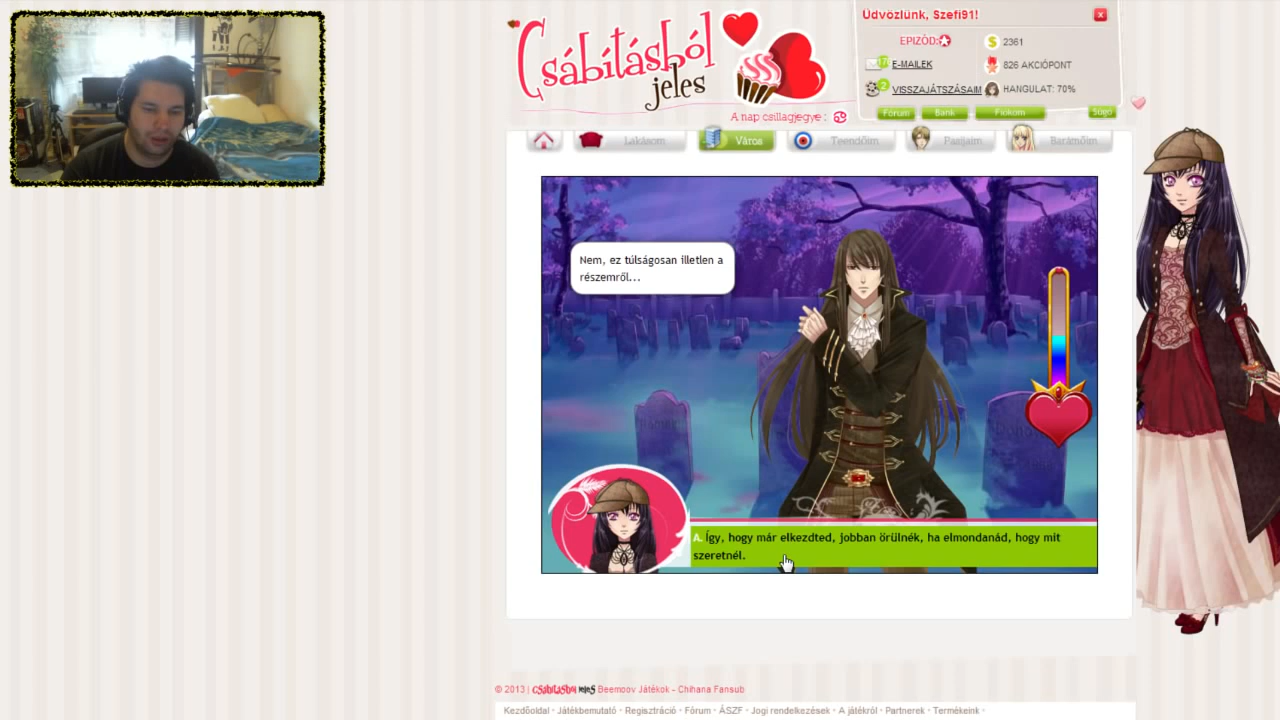 Csábításból
jeles
A nap csillagjegye :
Üdvözlünk, Szefi91!
EPIZÓD:
2361
E-MAILEK
826 AKCIÓPONT
2
VISSZAJÁTSZÁSAIM
HANGULAT: 70%
Fórum
Bank
Fiókom
Súgó
Lakásom
Város
Teendőim
Pasijaim
Barátnőim
Nem, ez túlságosan illetlen a
részemről...
A. Így, hogy már elkezdted, jobban örülnék, ha elmondanád, hogy mit
szeretnél.
© 2013 | Csábításból jeles Beemoov Játékok - Chihana Fansub
Kezdőoldal · Játékbemutató · Regisztráció · Fórum · ÁSZF · Jogi rendelkezések · A játékról · Partnerek · Termékeink ·